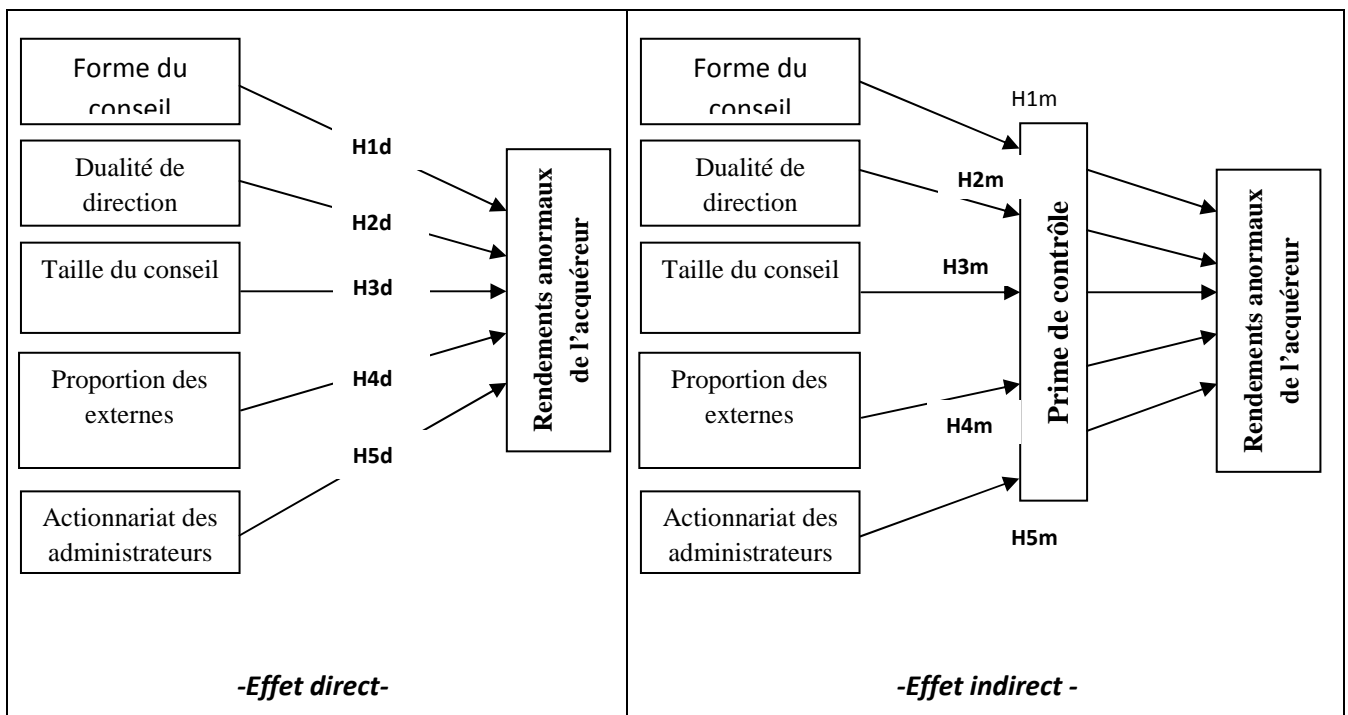 Forme du
conseil
H1d
Dualité de
direction
H2d
Taille du conseil
H3d
Proportion des
externes
H4d
H5d
Actionnariat des
administrateurs
Rendements anormaux
de l'acquéreur
-Effet direct-
Forme du
conseil
H1m
Dualité de
direction
H2m
Taille du conseil
H3m
Proportion des
externes
H4m
Actionnariat des
administrateurs
H5m
Prime de contrôle
Rendements anormaux
de l'acquéreur
-Effet indirect -